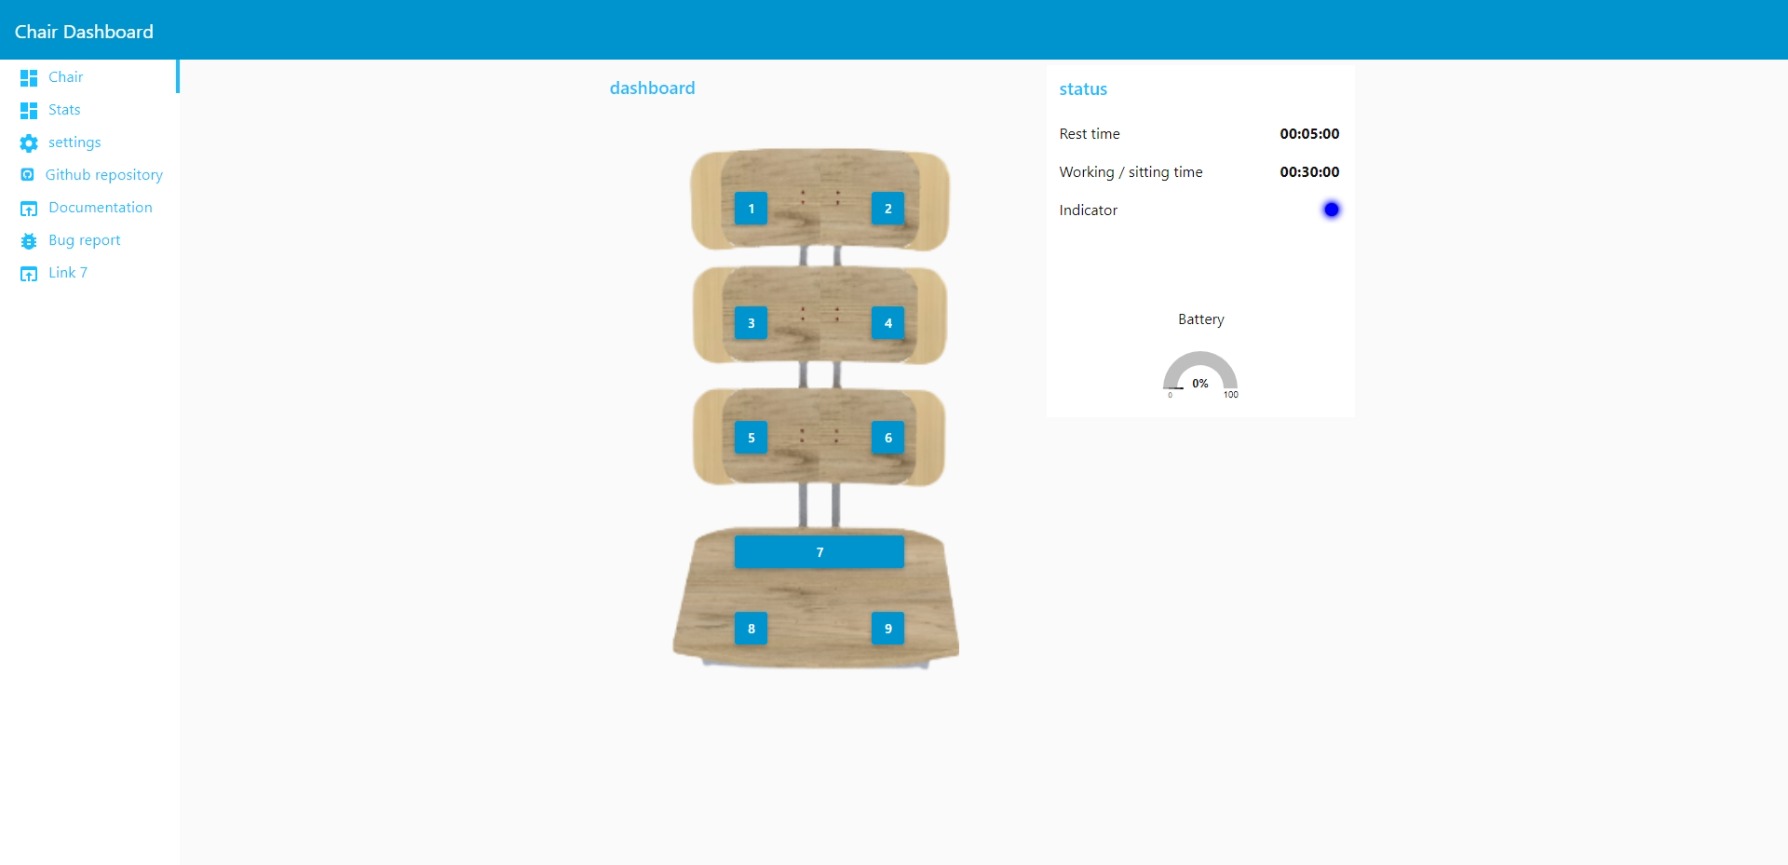 Chair Dashboard
Chair
Stats
settings
Github repository
Documentation
Bug report
Link 7
dashboard
1 2
3 4
5 6
7
8 9
status
Rest time 00:05:00
Working / sitting time 00:30:00
Indicator
Battery
0%
0 100